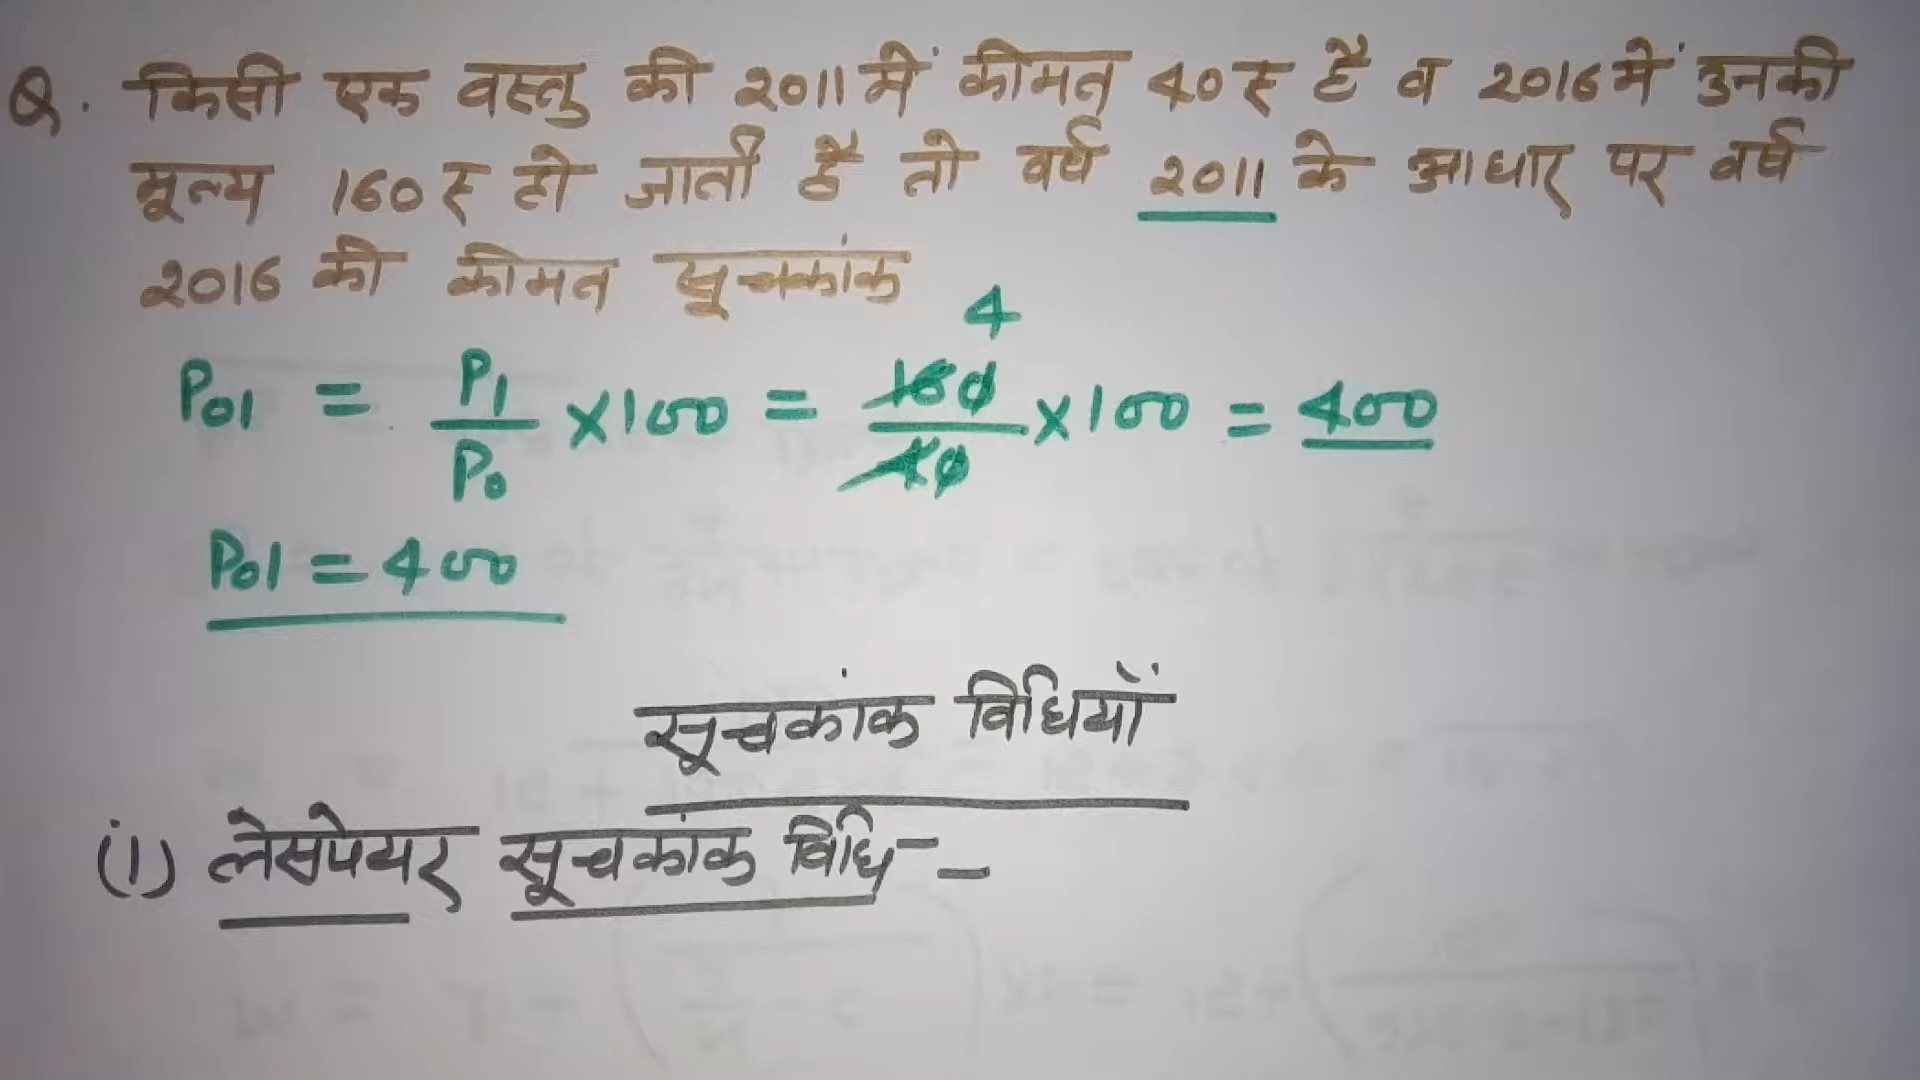 Q. किसी एक वस्तु की 2011 में कीमत 40 रु है व 2016 में उनकी
मूल्य 160 रु हो जाती है तो वर्ष 2011 के आधार पर वर्ष
2016 की कीमत सूचकांक
P01 = P1/P0 ×100 = 160/40 ×100 = 400
4
P01 = 400
सूचकांक विधियाँ
(1) लेसपेयर सूचकांक विधि -